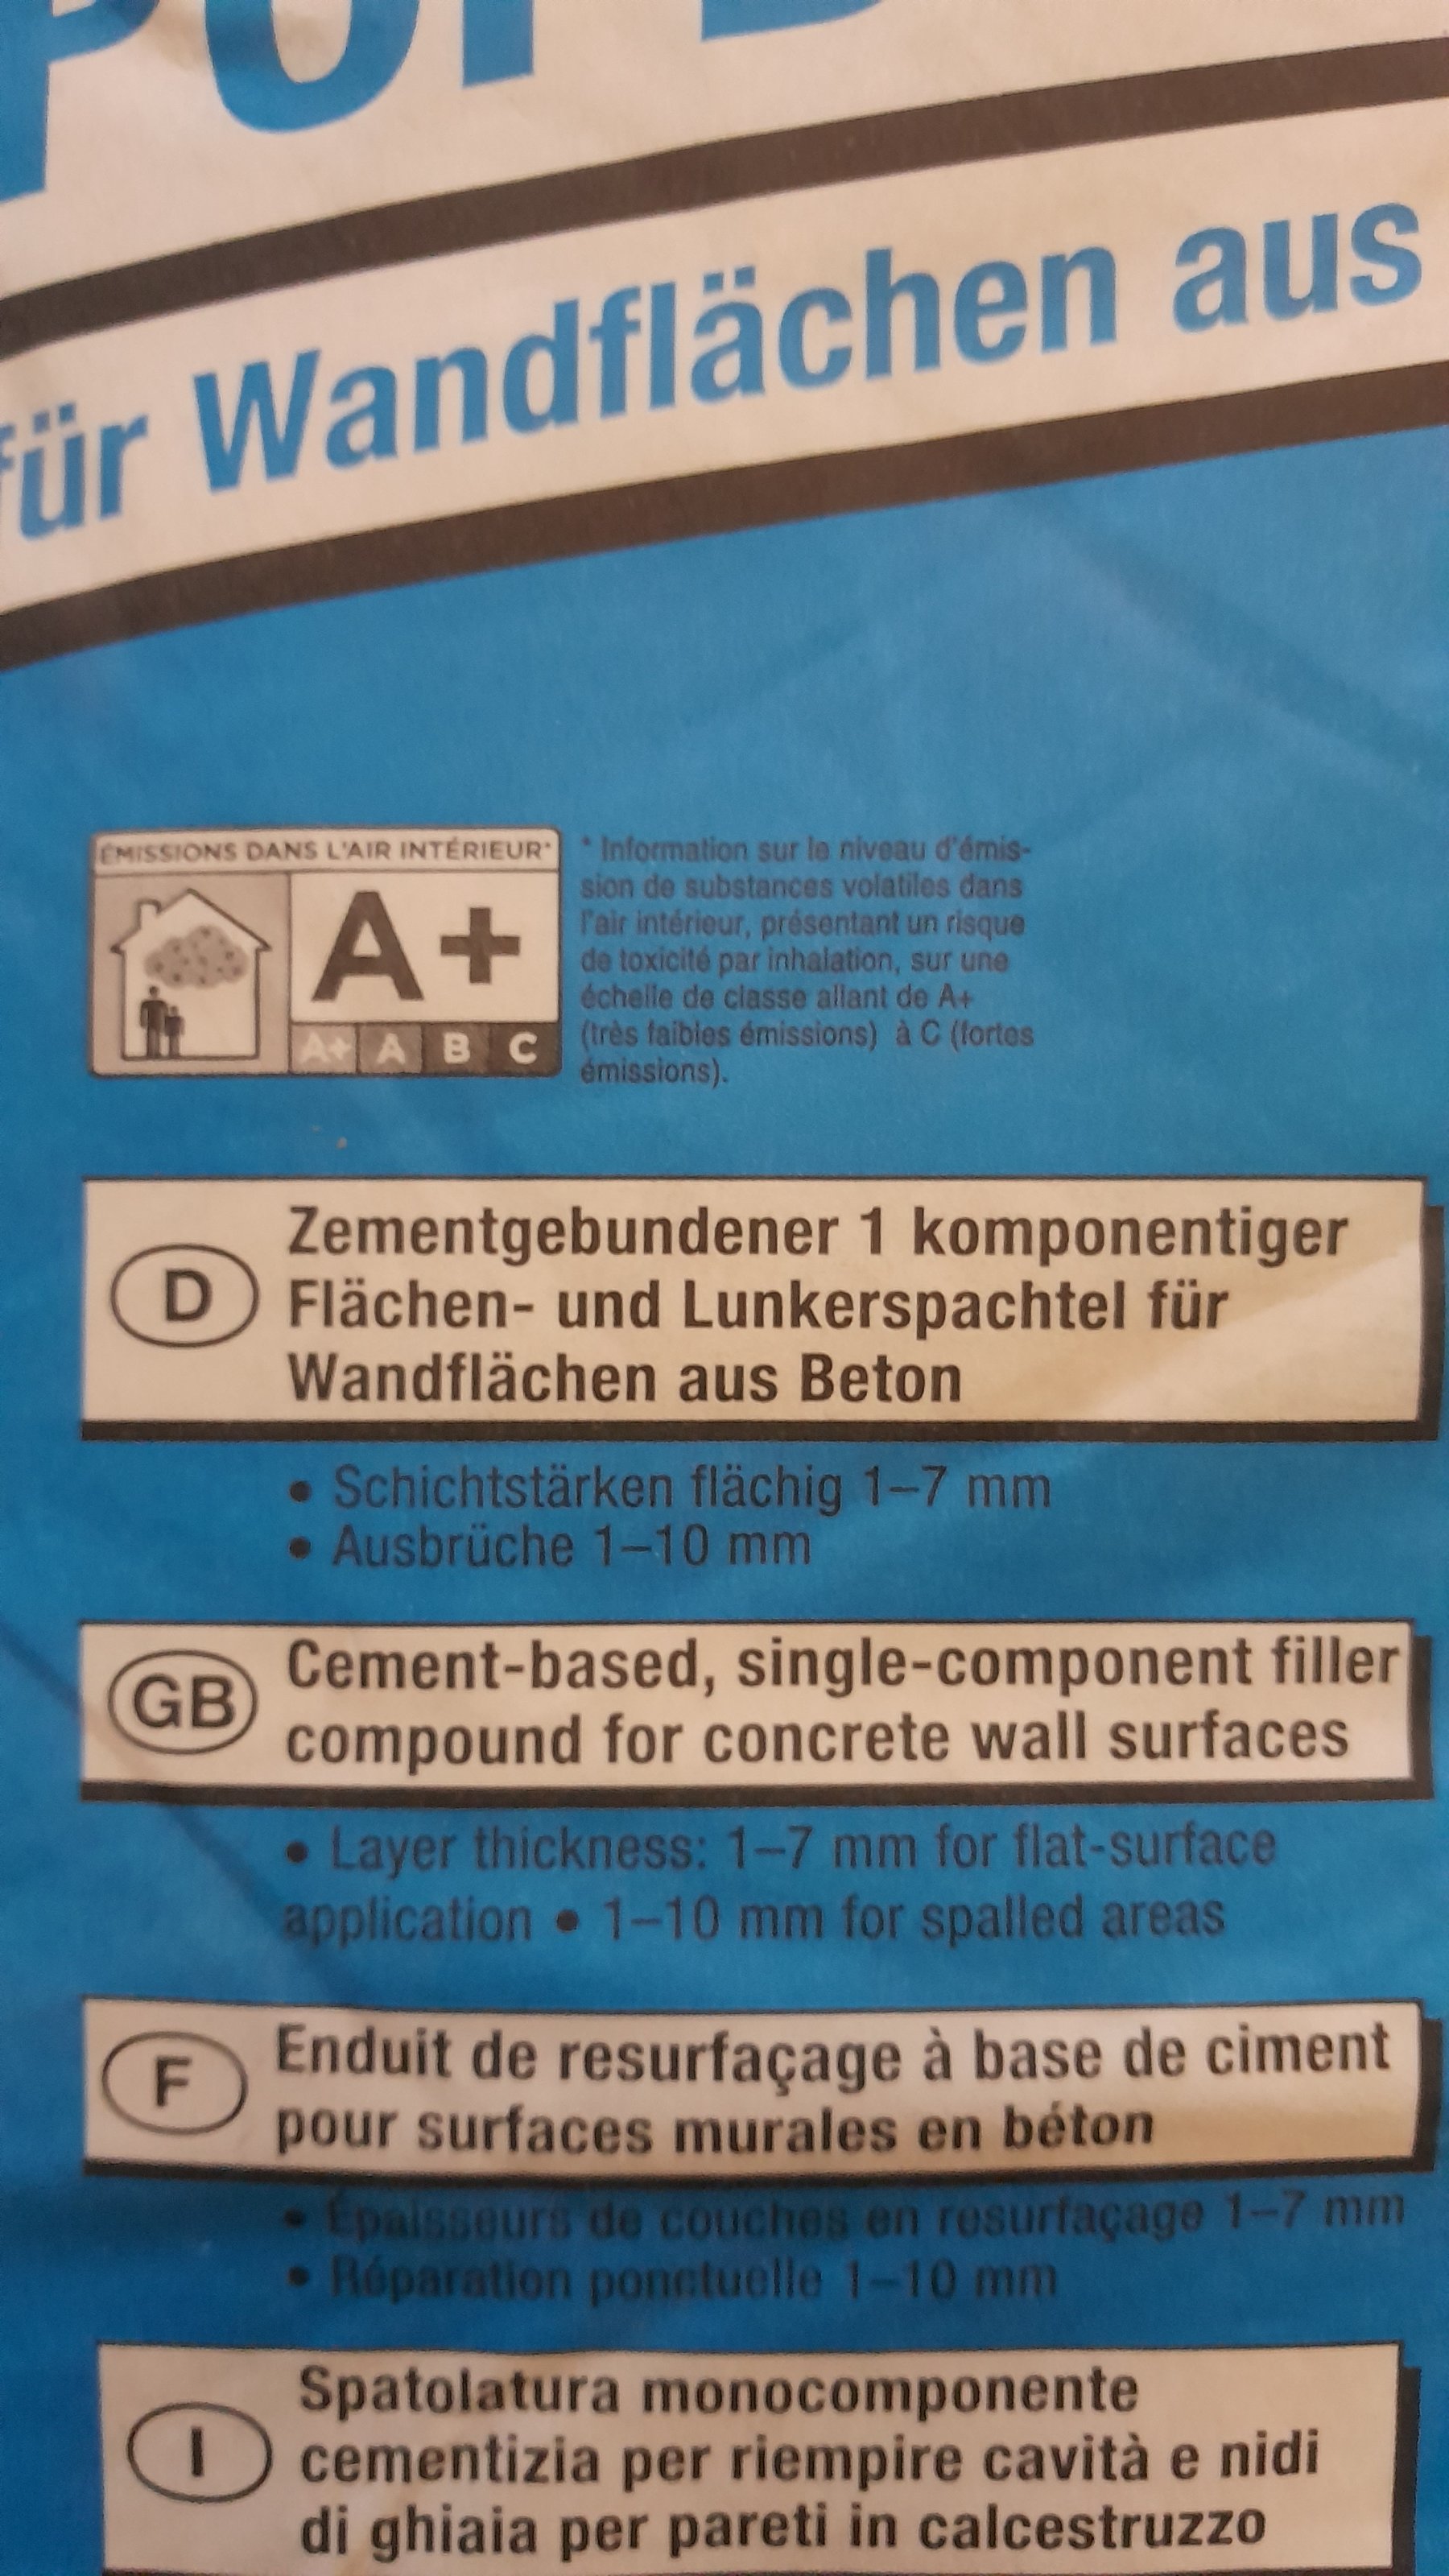 für Wandflächen aus
ÉMISSIONS DANS L'AIR INTÉRIEUR*
A+
A+ A B C
* Information sur le niveau d'émis-
sion de substances volatiles dans
l'air intérieur, présentant un risque
de toxicité par inhalation, sur une
échelle de classe allant de A+
(très faibles émissions) à C (fortes
émissions).
D
Zementgebundener 1 komponentiger
Flächen- und Lunkerspachtel für
Wandflächen aus Beton
• Schichtstärken flächig 1–7 mm
• Ausbrüche 1–10 mm
GB
Cement-based, single-component filler
compound for concrete wall surfaces
• Layer thickness: 1–7 mm for flat-surface
application • 1–10 mm for spalled areas
F
Enduit de resurfaçage à base de ciment
pour surfaces murales en béton
• Épaisseurs de couches en resurfaçage 1–7 mm
• Réparation ponctuelle 1–10 mm
I
Spatolatura monocomponente
cementizia per riempire cavità e nidi
di ghiaia per pareti in calcestruzzo